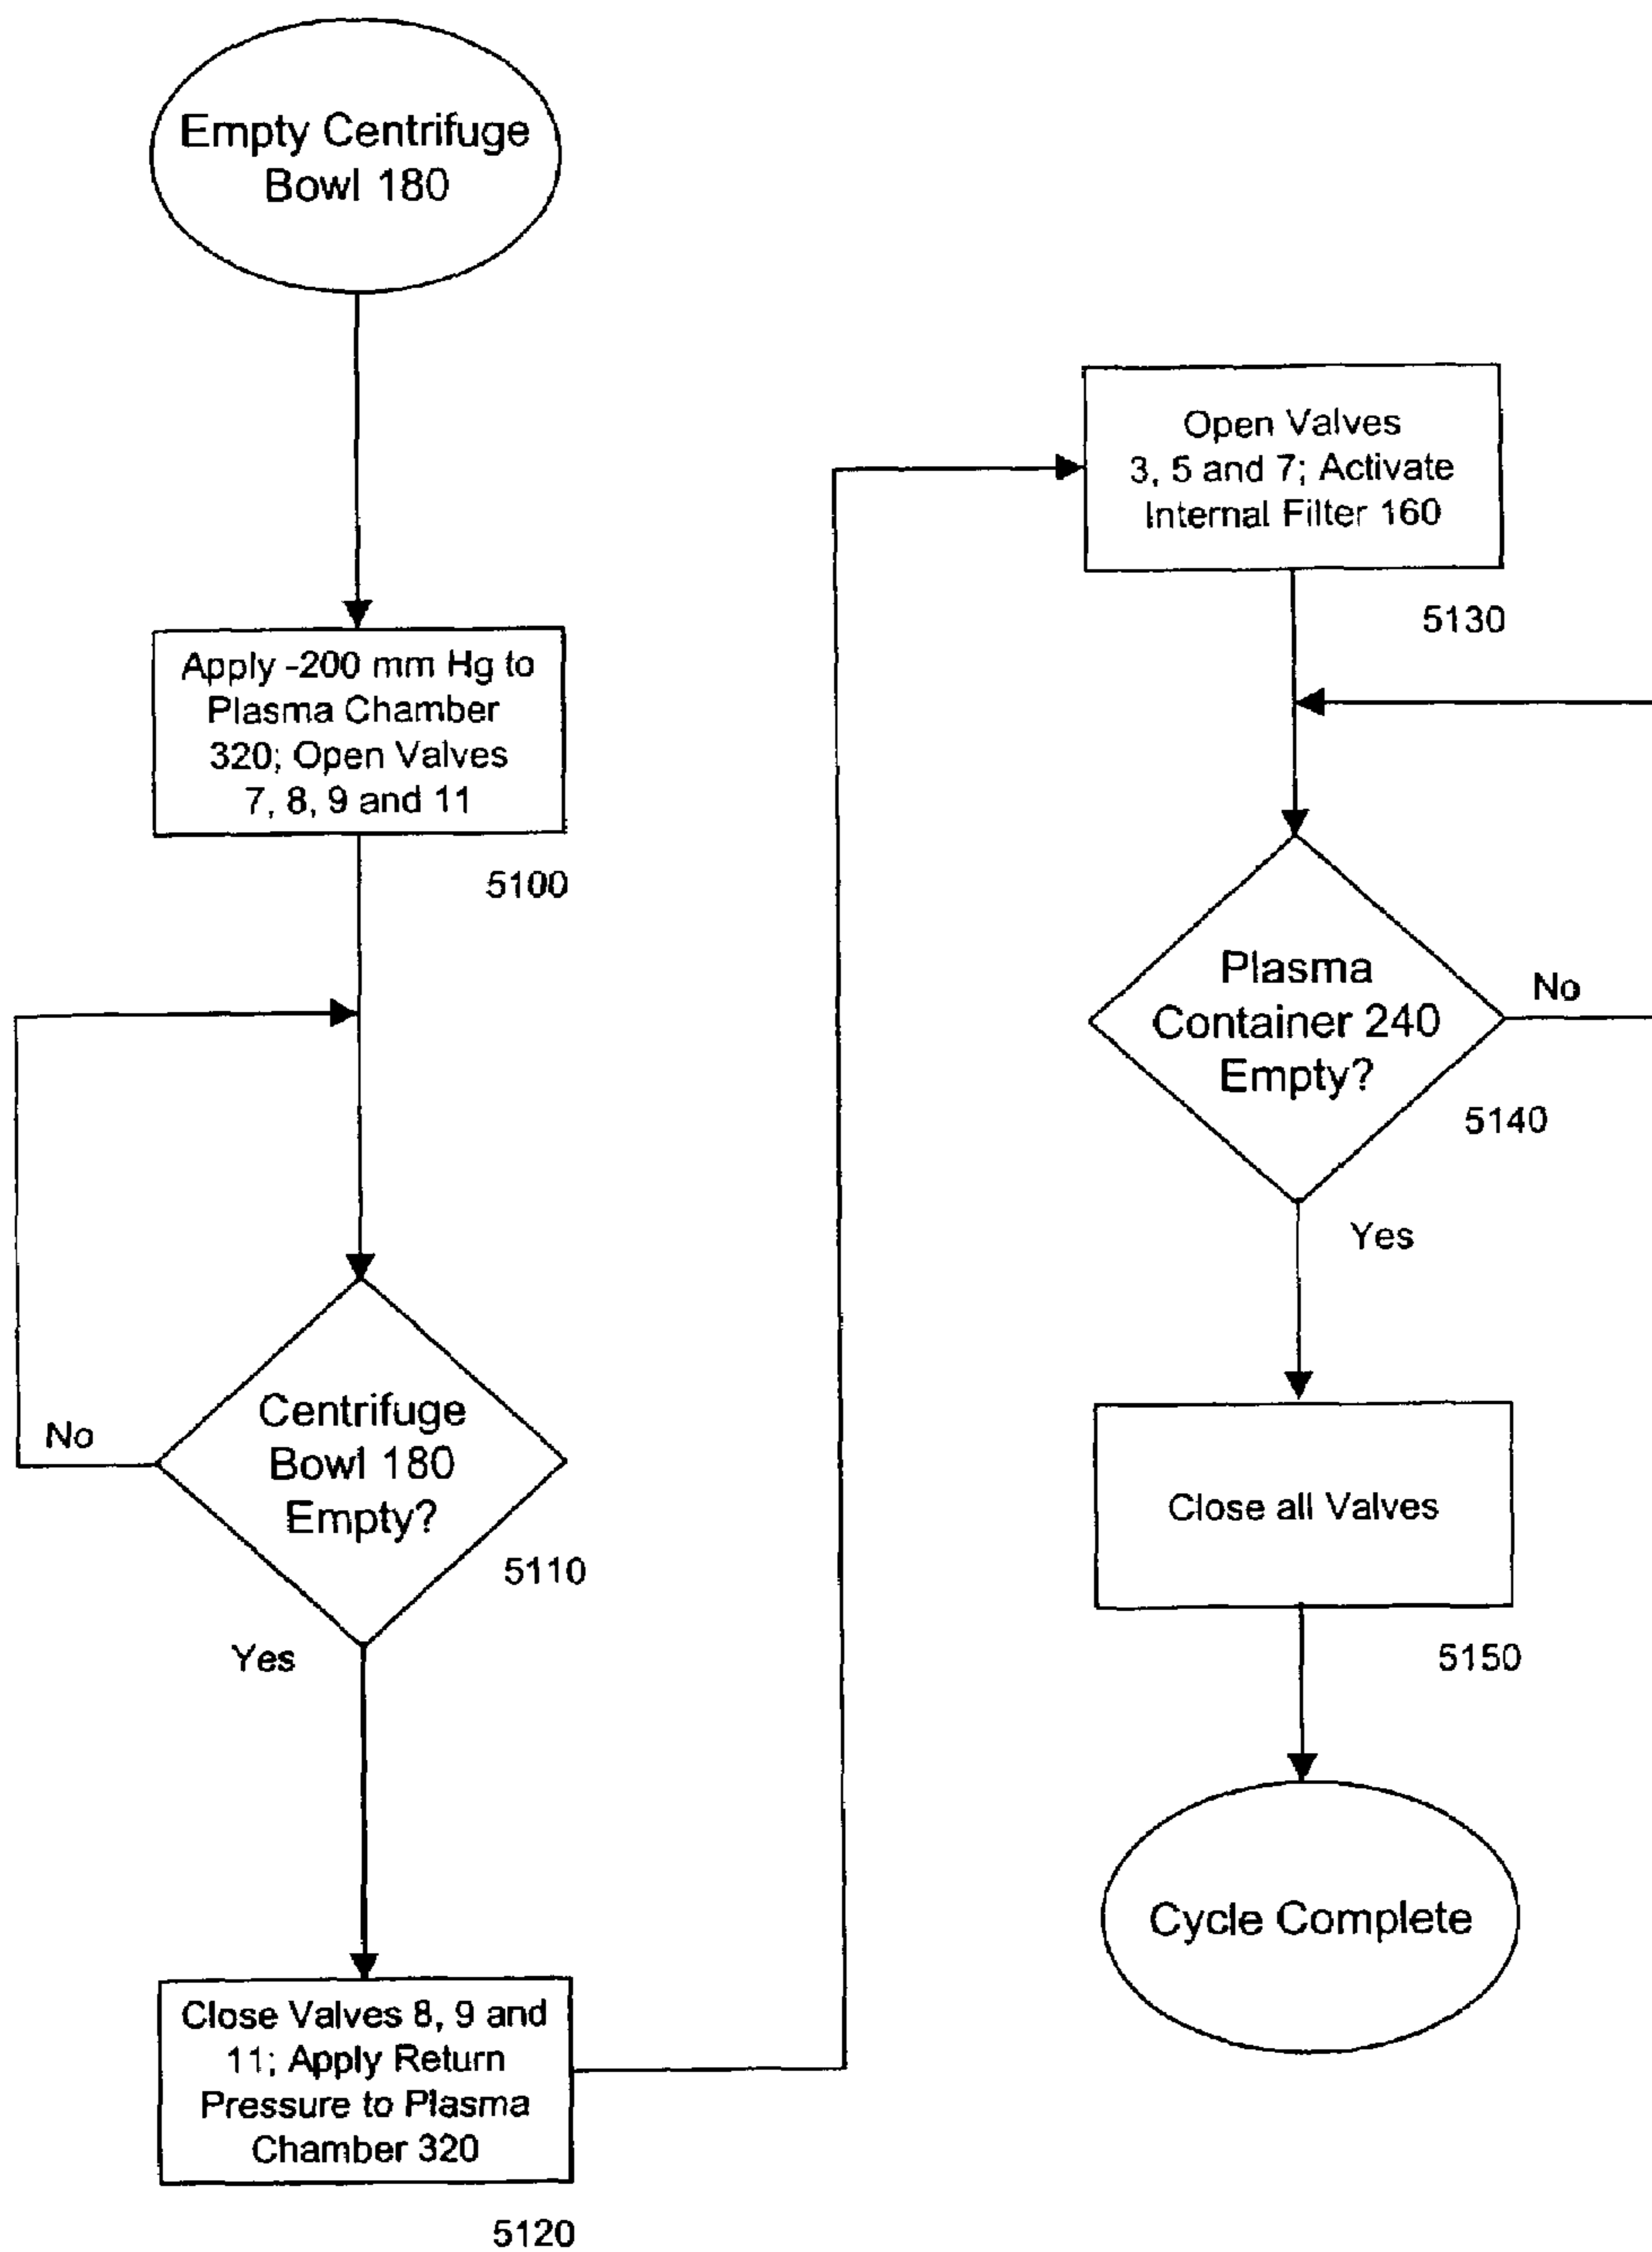 Empty Centrifuge
Bowl 180
Apply -200 mm Hg to
Plasma Chamber
320; Open Valves
7, 8, 9 and 11
5100
No
Centrifuge
Bowl 180
Empty?
5110
Yes
Close Valves 8, 9 and
11; Apply Return
Pressure to Plasma
Chamber 320
5120
Open Valves
3, 5 and 7; Activate
Internal Filter 160
5130
Plasma
Container 240
Empty?
No
5140
Yes
Close all Valves
5150
Cycle Complete